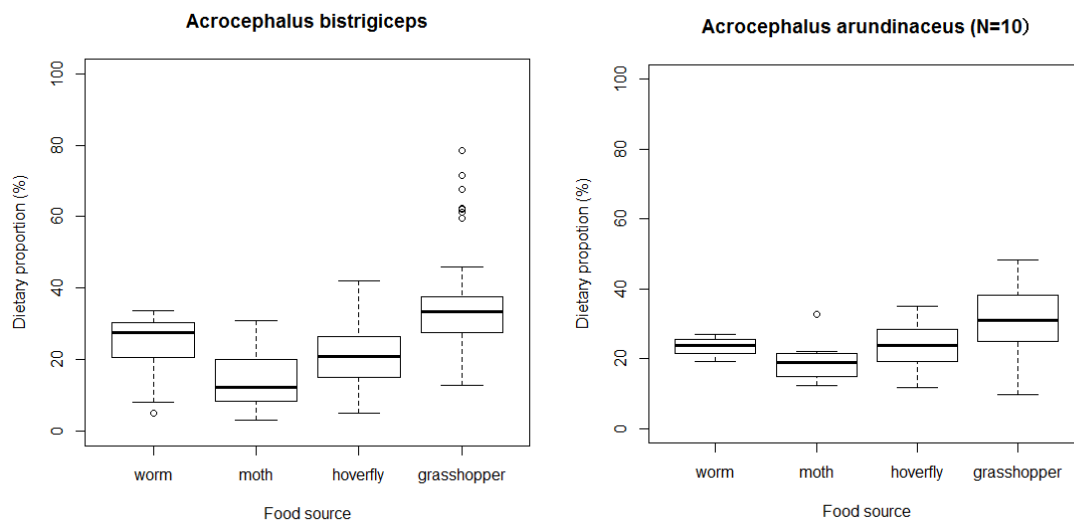 Acrocephalus bistrigiceps
Dietary proportion (%)
100
80
60
40
20
0
worm moth hoverfly grasshopper
Food source
Acrocephalus arundinaceus (N=10）
Dietary propotion (%)
100
80
60
40
20
0
worm moth hoverfly grasshopper
Food source